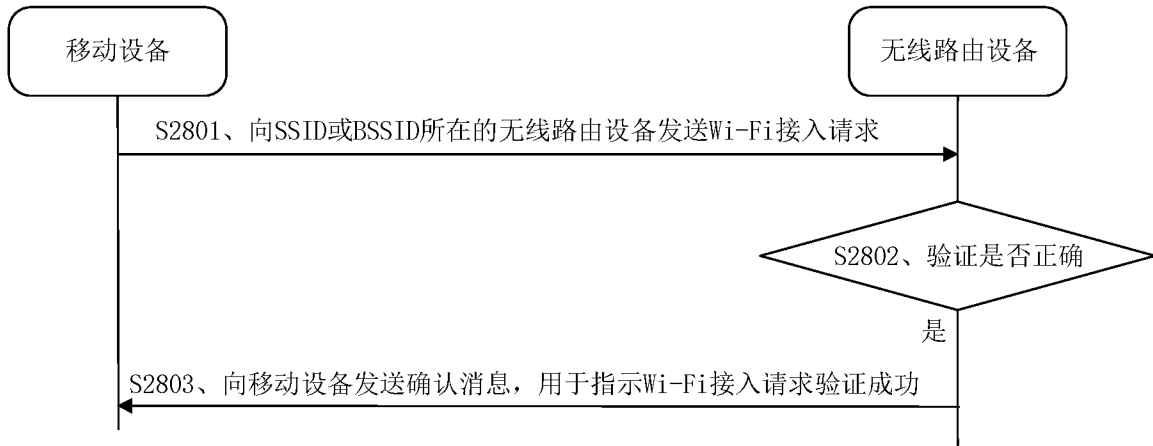 移动设备
无线路由设备
S2801、向SSID或BSSID所在的无线路由设备发送Wi-Fi接入请求
S2802、验证是否正确
是
S2803、向移动设备发送确认消息，用于指示Wi-Fi接入请求验证成功